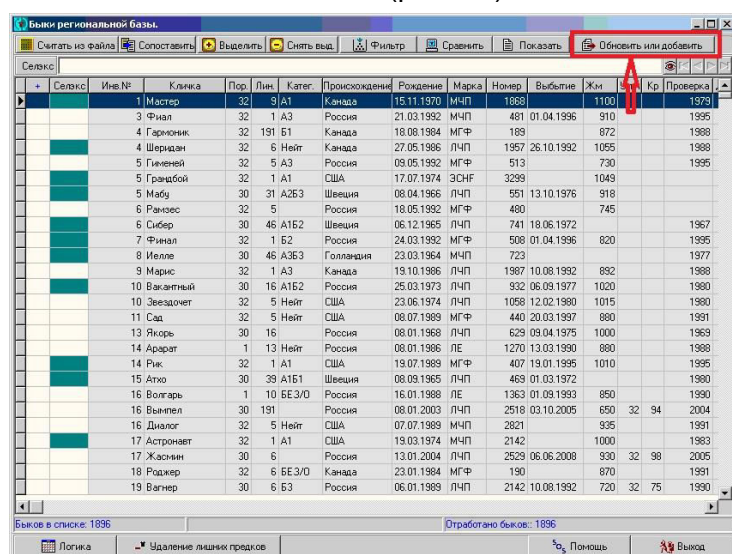 Быки региональной базы.
Считать из файла Сопоставить Выделить Снять выд. Фильтр Сравнить Показать Обновить или добавить
Селэкс
+ Селэкс Инв.№ Кличка Пор. Лин. Катег. Происхождение Рождение Марка Номер Выбытие Жм Кр Проверка
1 Мастер 32 9 А1 Канада 15.11.1970 МЧП 1868 1100 1979
3 Фиал 32 1 А3 Россия 21.03.1992 МЧП 481 01.04.1996 910 1995
4 Гармоник 32 191 Б1 Канада 18.08.1984 МГФ 189 872 1988
4 Шеридан 32 6 Нейт Канада 27.05.1986 ЛЧП 1957 26.10.1992 1055 1988
5 Гименей 32 5 А3 Россия 09.05.1992 МГФ 513 730 1995
5 Грандбой 32 1 А1 США 17.07.1974 ЗСНF 3299 1049
5 Мабу 30 31 А2Б3 Швеция 08.04.1966 ЛЧП 551 13.10.1976 918
6 Рамзес 32 5 Россия 18.05.1992 МГФ 480 745
6 Сибер 30 46 А1Б2 Швеция 06.12.1965 ЛЧП 741 18.06.1972 1967
7 Финал 32 1 Б2 Россия 24.03.1992 МГФ 508 01.04.1996 820 1995
8 Иелле 30 46 А3Б3 Голландия 23.03.1964 МЧП 723 1977
9 Марис 32 1 А3 Канада 19.10.1986 ЛЧП 1987 10.08.1992 892 1988
10 Вакантный 30 16 А1Б2 Россия 25.03.1973 ЛЧП 932 06.09.1977 1020 1980
10 Звездочет 32 5 Нейт США 23.06.1974 ЛЧП 1058 12.02.1980 1015 1980
11 Сад 32 5 Нейт США 08.07.1989 МГФ 440 20.03.1997 880 1991
13 Якорь 30 16 Россия 08.01.1968 ЛЧП 629 09.04.1975 1000 1969
14 Арарат 1 13 Нейт Россия 08.01.1986 ЛЕ 1270 13.03.1990 880 1988
14 Рик 32 1 А1 США 19.07.1989 МГФ 407 19.01.1995 1010 1995
15 Атхо 30 39 А1Б1 Швеция 08.09.1965 ЛЧП 469 01.03.1972 1980
16 Волгарь 1 10 БЕЗ/О Россия 16.01.1988 ЛЕ 1363 01.09.1993 850 1990
16 Вымпел 30 191 Россия 08.01.2003 ЛЧП 2518 03.10.2005 650 32 94 2004
16 Диалог 32 5 Нейт США 07.07.1989 МЧП 2821 935 1991
17 Астронавт 32 1 А1 США 19.03.1974 МЧП 2142 1000 1983
17 Жасмин 30 6 Россия 13.01.2004 ЛЧП 2529 06.06.2008 930 32 98 2005
18 Роджер 32 6 БЕЗ/О Канада 23.01.1984 МГФ 190 870 1991
19 Вагнер 30 6 Б3 Россия 06.01.1989 ЛЧП 2142 10.08.1992 720 32 75 1990
Быков в списке: 1896 Отработано быков:: 1896
Логика Удаление лишних предков Помощь Выход